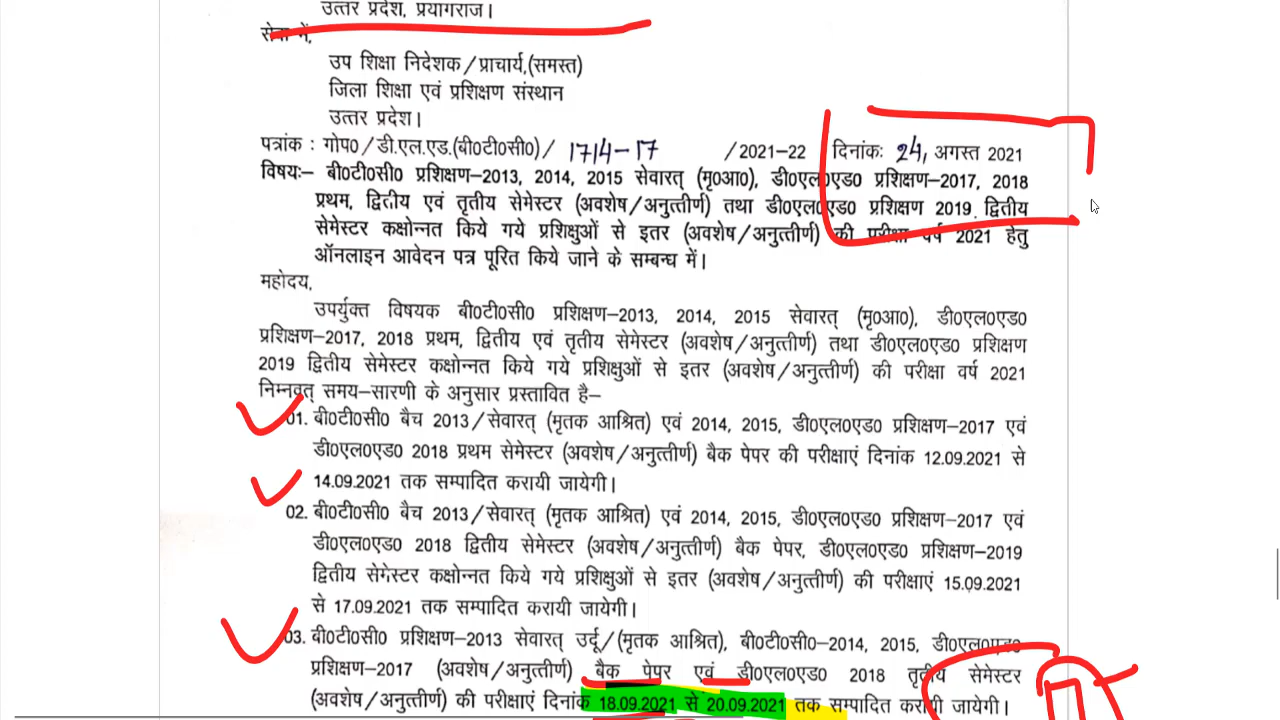 उत्तर प्रदेश, प्रयागराज।
सेवा में,
उप शिक्षा निदेशक/प्राचार्य,(समस्त)
जिला शिक्षा एवं प्रशिक्षण संस्थान
उत्तर प्रदेश।
पत्रांक : गोप0/डी.एल.एड.(बी0टी0सी0)/ 1714-17 /2021-22 दिनांकः 24, अगस्त 2021
विषयः- बी0टी0सी0 प्रशिक्षण-2013, 2014, 2015 सेवारत् (मृ0आ0), डी0एल0एड0 प्रशिक्षण-2017, 2018
प्रथम, द्वितीय एवं तृतीय सेमेस्टर (अवशेष/अनुत्तीर्ण) तथा डी0एल0एड0 प्रशिक्षण 2019 द्वितीय
सेमेस्टर कक्षोन्नत किये गये प्रशिक्षुओं से इतर (अवशेष/अनुत्तीर्ण) की परीक्षा वर्ष 2021 हेतु
ऑनलाइन आवेदन पत्र पूरित किये जाने के सम्बन्ध में।
महोदय,
उपर्युक्त विषयक बी0टी0सी0 प्रशिक्षण-2013, 2014, 2015 सेवारत् (मृ0आ0), डी0एल0एड0
प्रशिक्षण-2017, 2018 प्रथम, द्वितीय एवं तृतीय सेमेस्टर (अवशेष/अनुत्तीर्ण) तथा डी0एल0एड0 प्रशिक्षण
2019 द्वितीय सेमेस्टर कक्षोन्नत किये गये प्रशिक्षुओं से इतर (अवशेष/अनुत्तीर्ण) की परीक्षा वर्ष 2021
निम्नवत् समय-सारणी के अनुसार प्रस्तावित है-
01. बी0टी0सी0 बैच 2013/सेवारत् (मृतक आश्रित) एवं 2014, 2015, डी0एल0एड0 प्रशिक्षण-2017 एवं
डी0एल0एड0 2018 प्रथम सेमेस्टर (अवशेष/अनुत्तीर्ण) बैक पेपर की परीक्षाएं दिनांक 12.09.2021 से
14.09.2021 तक सम्पादित करायी जायेगी।
02. बी0टी0सी0 बैच 2013/सेवारत् (मृतक आश्रित) एवं 2014, 2015, डी0एल0एड0 प्रशिक्षण-2017 एवं
डी0एल0एड0 2018 द्वितीय सेमेस्टर (अवशेष/अनुत्तीर्ण) बैक पेपर, डी0एल0एड0 प्रशिक्षण-2019
द्वितीय सेमेस्टर कक्षोन्नत किये गये प्रशिक्षुओं से इतर (अवशेष/अनुत्तीर्ण) की परीक्षाएं 15.09.2021
से 17.09.2021 तक सम्पादित करायी जायेगी।
03. बी0टी0सी0 प्रशिक्षण-2013 सेवारत् उर्दू/(मृतक आश्रित), बी0टी0सी0-2014, 2015, डी0एल0एड0
प्रशिक्षण-2017 (अवशेष/अनुत्तीर्ण) बैक पेपर एवं डी0एल0एड0 2018 तृतीय सेमेस्टर
(अवशेष/अनुत्तीर्ण) की परीक्षाएं दिनांक 18.09.2021 से 20.09.2021 तक सम्पादित करायी जायेगी।